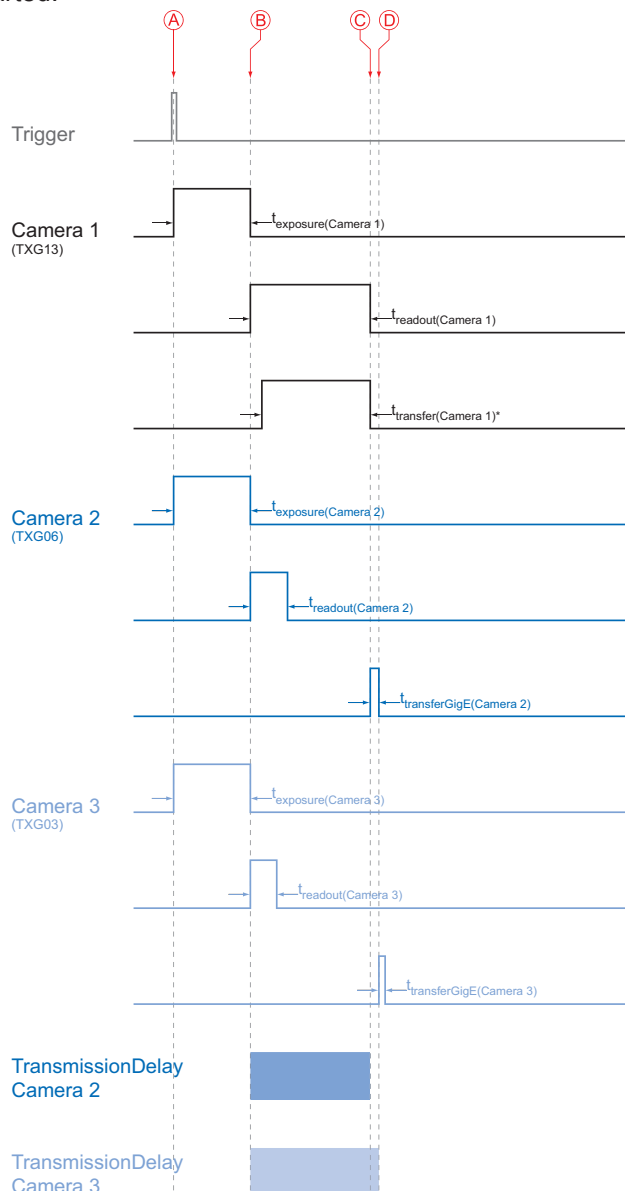 A B C D
Trigger
Camera 1
(TXG13)
texposure(Camera 1)
treadout(Camera 1)
ttransfer(Camera 1)*
Camera 2
(TXG06)
texposure(Camera 2)
treadout(Camera 2)
ttransferGigE(Camera 2)
Camera 3
(TXG03)
texposure(Camera 3)
treadout(Camera 3)
ttransferGigE(Camera 3)
TransmissionDelay
Camera 2
TransmissionDelay
Camera 3